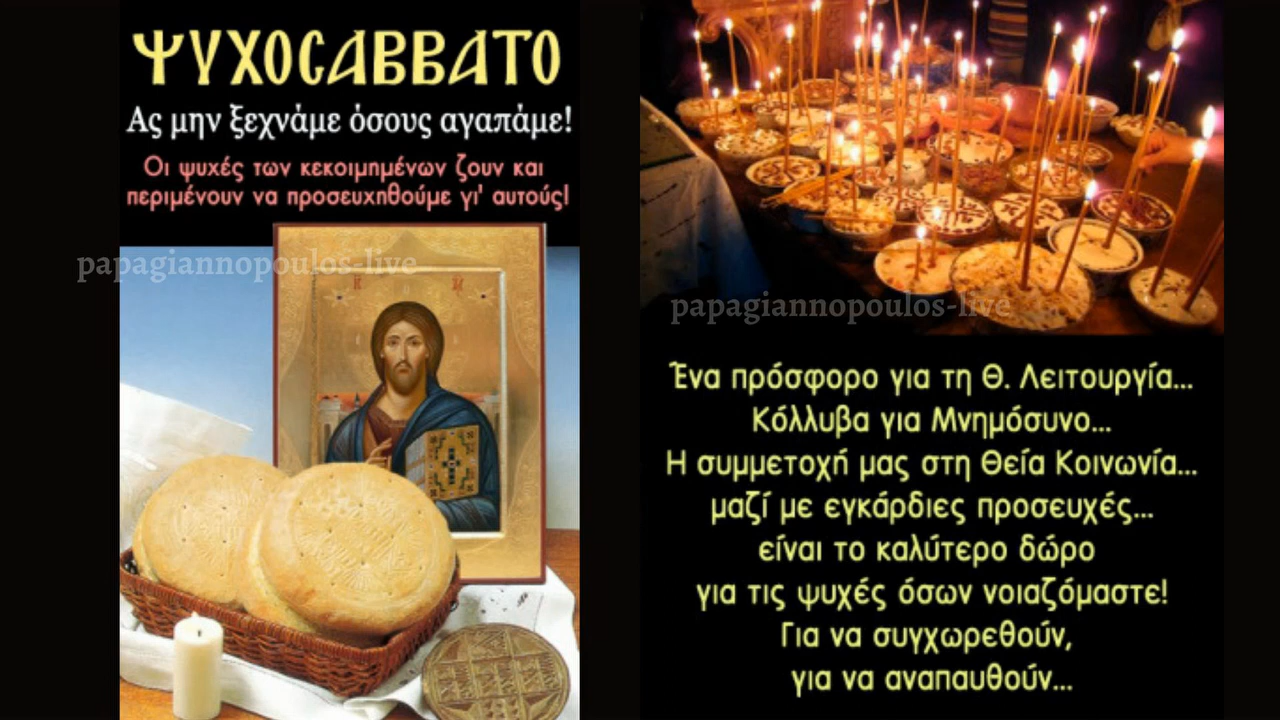 ΨΥΧΟΣΑΒΒΑΤΟ
Ας μην ξεχνάμε όσους αγαπάμε!
Οι ψυχές των κεκοιμημένων ζουν και
περιμένουν να προσευχηθούμε γι' αυτούς!
papagiannopoulos-live
papagiannopoulos-live
Ένα πρόσφορο για τη Θ. Λειτουργία...
Κόλλυβα για Μνημόσυνο...
Η συμμετοχή μας στη Θεία Κοινωνία...
μαζί με εγκάρδιες προσευχές...
είναι το καλύτερο δώρο
για τις ψυχές όσων νοιαζόμαστε!
Για να συγχωρεθούν,
για να αναπαυθούν...